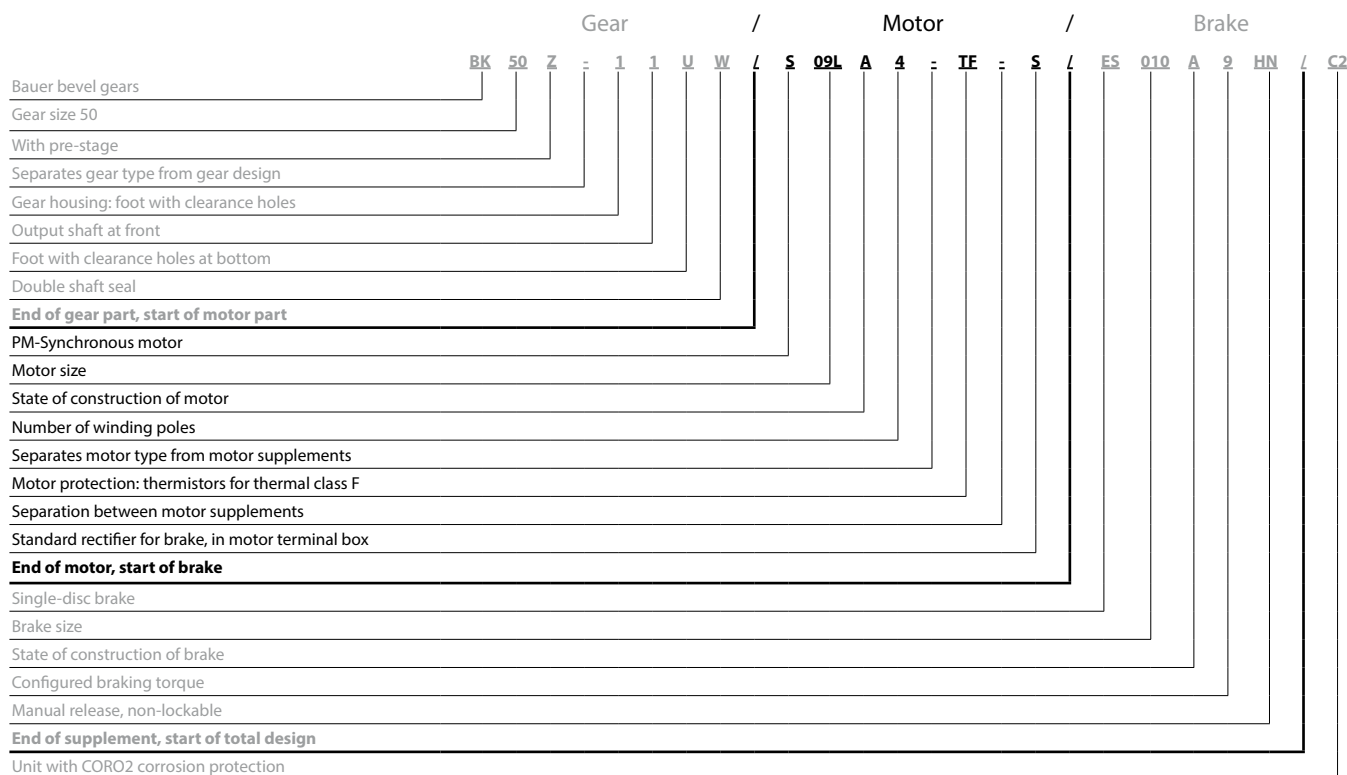 Gear / Motor / Brake
BK 50 Z - 1 1 U W / S 09L A 4 - TF - S / ES 010 A 9 HN / C2
Bauer bevel gears
Gear size 50
With pre-stage
Separates gear type from gear design
Gear housing: foot with clearance holes
Output shaft at front
Foot with clearance holes at bottom
Double shaft seal
End of gear part, start of motor part
PM-Synchronous motor
Motor size
State of construction of motor
Number of winding poles
Separates motor type from motor supplements
Motor protection: thermistors for thermal class F
Separation between motor supplements
Standard rectifier for brake, in motor terminal box
End of motor, start of brake
Single-disc brake
Brake size
State of construction of brake
Configured braking torque
Manual release, non-lockable
End of supplement, start of total design
Unit with CORO2 corrosion protection